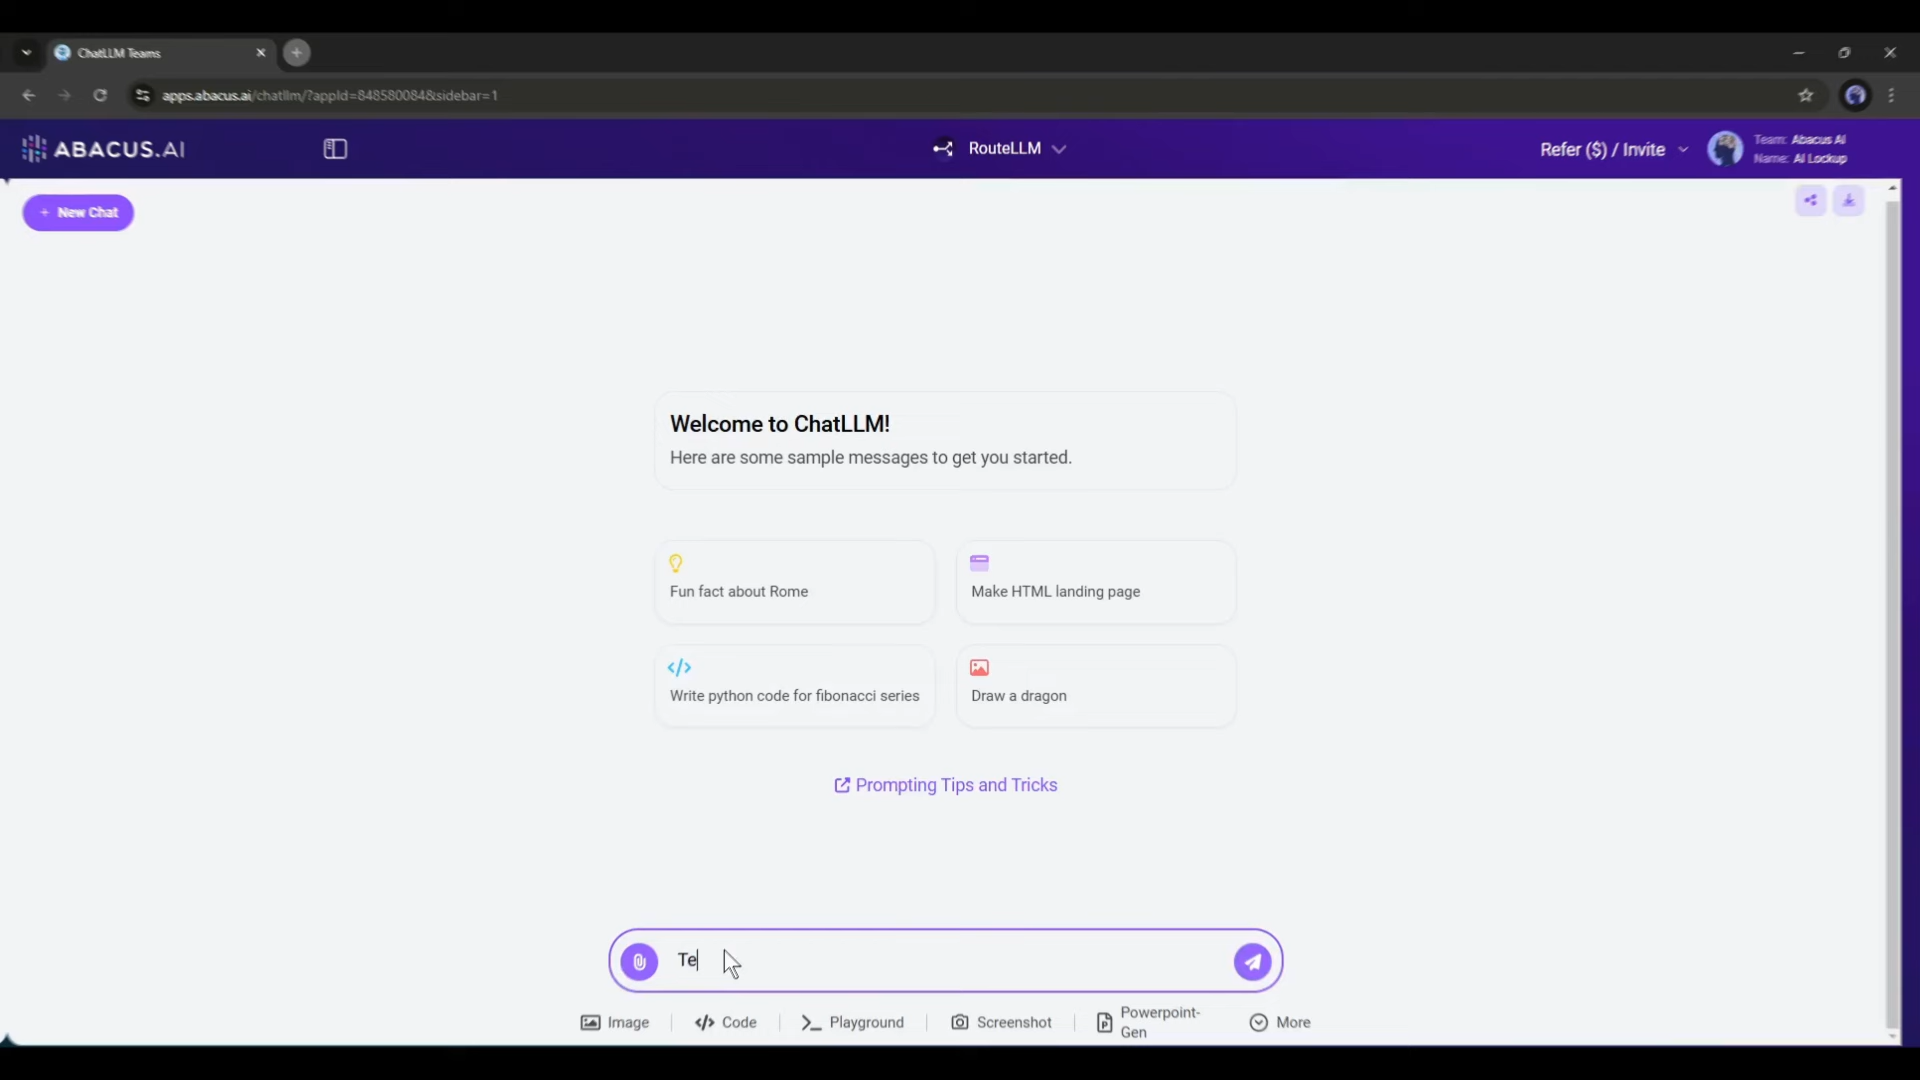 ChatLLM Teams
apps.abacus.ai/chatllm/?appId=848580084&sidebar=1
ABACUS.AI
RouteLLM
Refer ($) / Invite
Team: Abacus AI
Name: AI Lockup
+ New Chat
Welcome to ChatLLM!
Here are some sample messages to get you started.
Fun fact about Rome
Make HTML landing page
Write python code for fibonacci series
Draw a dragon
Prompting Tips and Tricks
Te
Image
Code
Playground
Screenshot
Powerpoint-
Gen
More